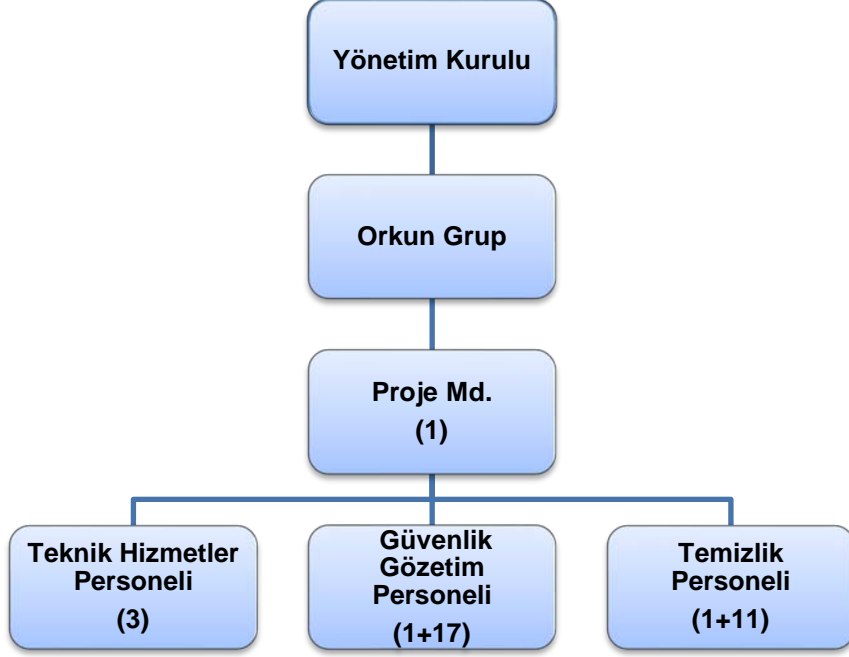 Yönetim Kurulu
Orkun Grup
Proje Md.
(1)
Teknik Hizmetler
Personeli
(3)
Güvenlik
Gözetim
Personeli
(1+17)
Temizlik
Personeli
(1+11)